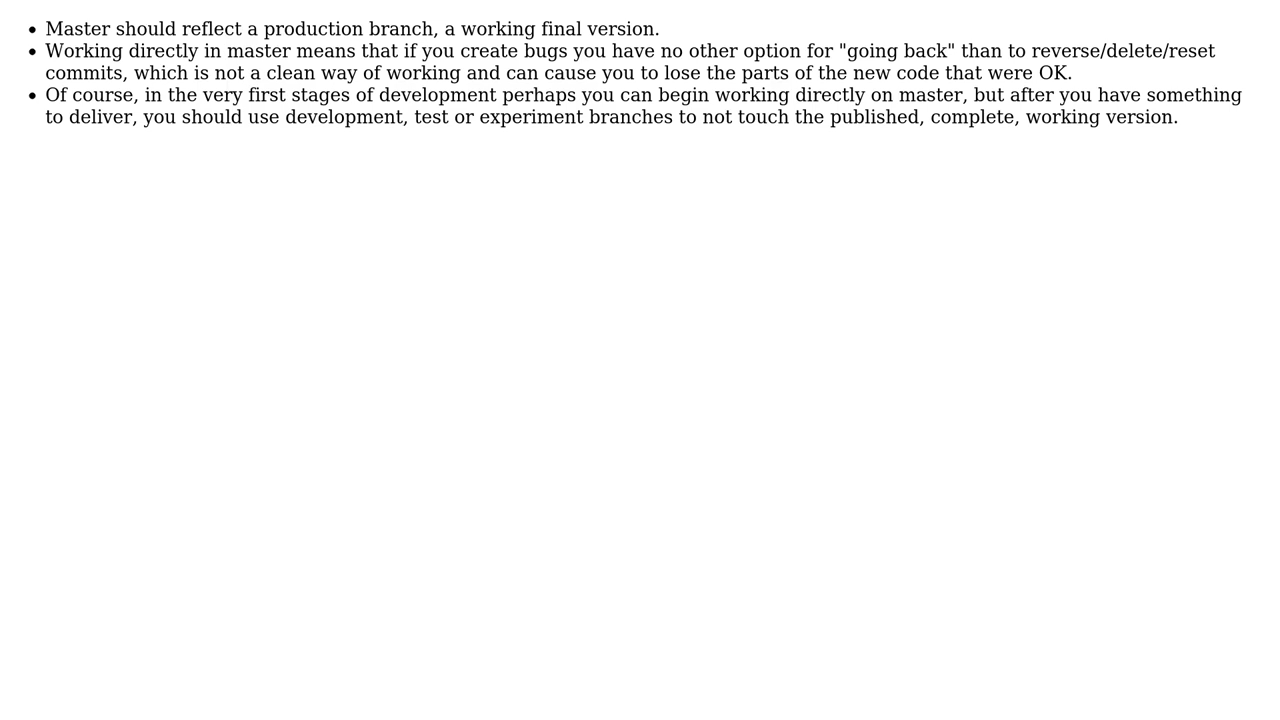 • Master should reflect a production branch, a working final version.
• Working directly in master means that if you create bugs you have no other option for "going back" than to reverse/delete/reset
commits, which is not a clean way of working and can cause you to lose the parts of the new code that were OK.
• Of course, in the very first stages of development perhaps you can begin working directly on master, but after you have something
to deliver, you should use development, test or experiment branches to not touch the published, complete, working version.